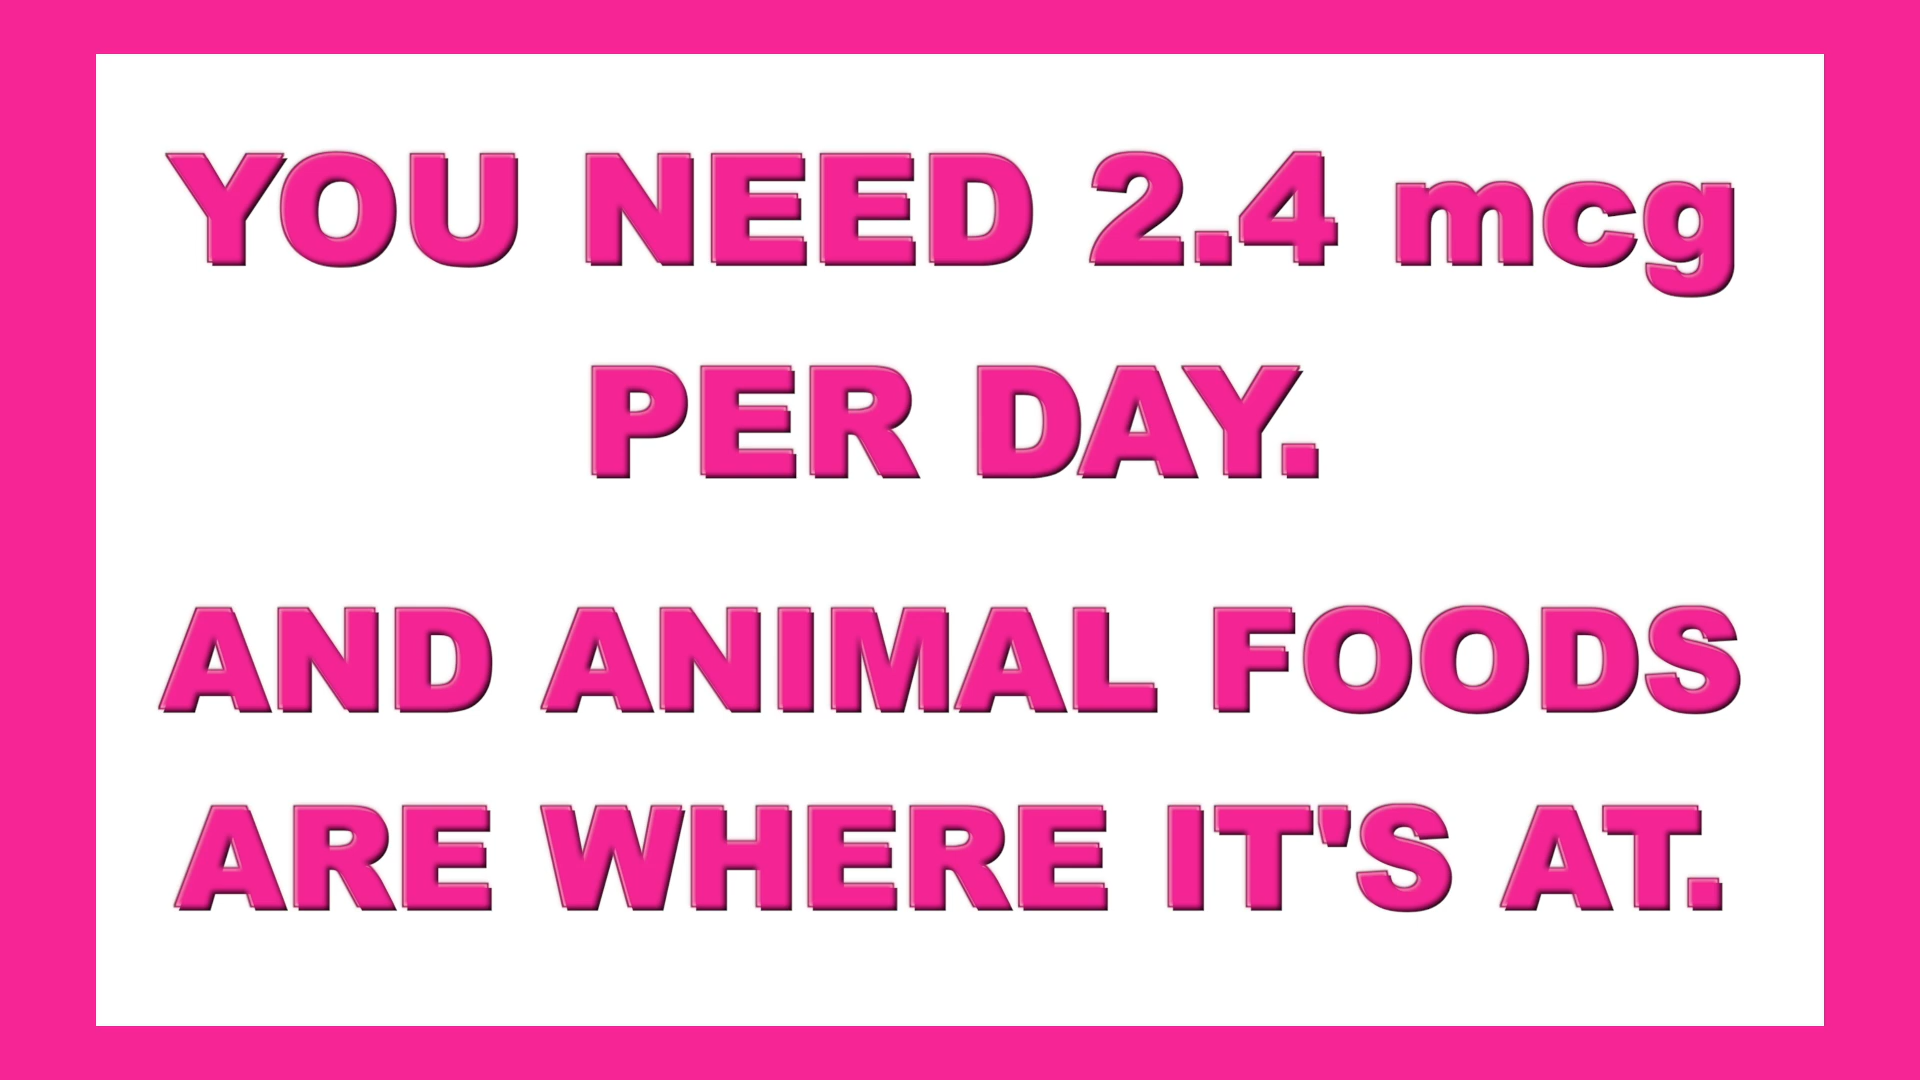 YOU NEED 2.4 mcg
PER DAY.
AND ANIMAL FOODS
ARE WHERE IT'S AT.